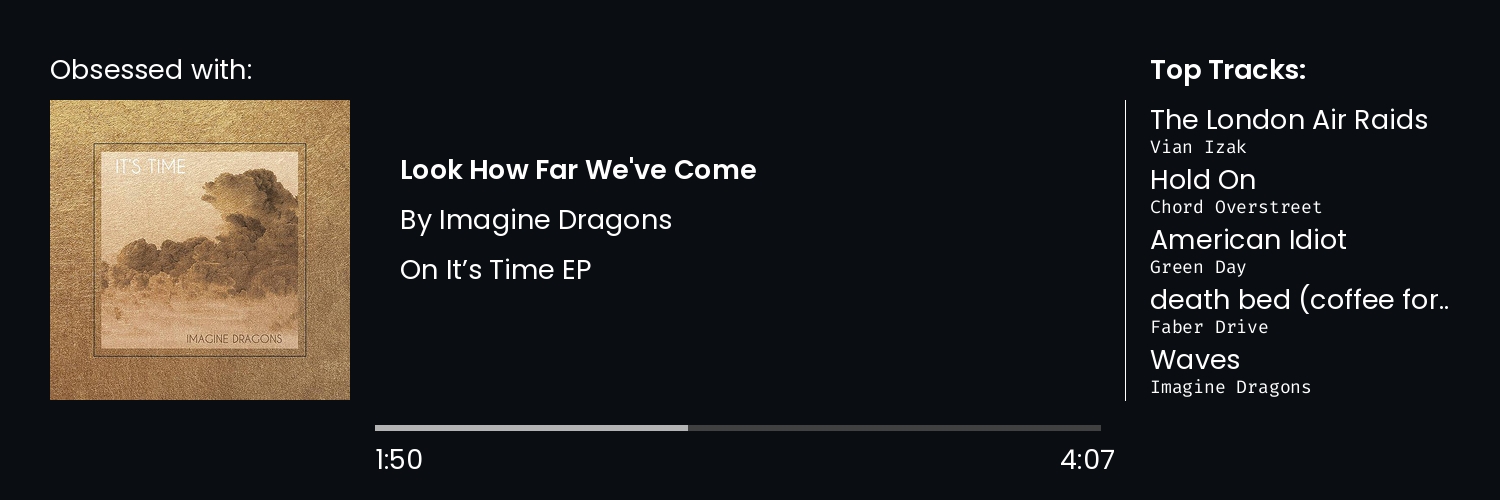 Obsessed with:
IT'S TIME
IMAGINE DRAGONS
Look How Far We've Come
By Imagine Dragons
On It’s Time EP
1:50
4:07
Top Tracks:
The London Air Raids
Vian Izak
Hold On
Chord Overstreet
American Idiot
Green Day
death bed (coffee for..
Faber Drive
Waves
Imagine Dragons